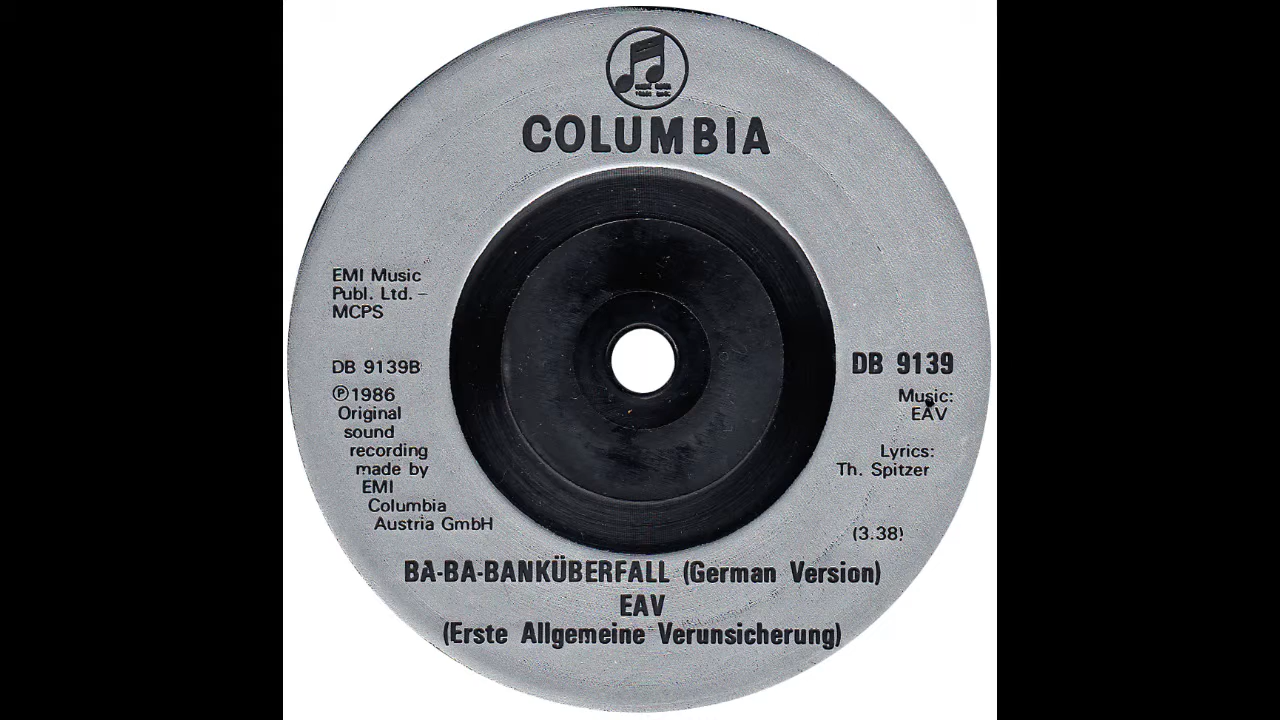 COLUMBIA
EMI Music
Publ. Ltd. –
MCPS
DB 9139B
℗1986
Original
sound
recording
made by
EMI
Columbia
Austria GmbH
DB 9139
Music:
EAV
Lyrics:
Th. Spitzer
(3.38)
BA-BA-BANKÜBERFALL (German Version)
EAV
(Erste Allgemeine Verunsicherung)